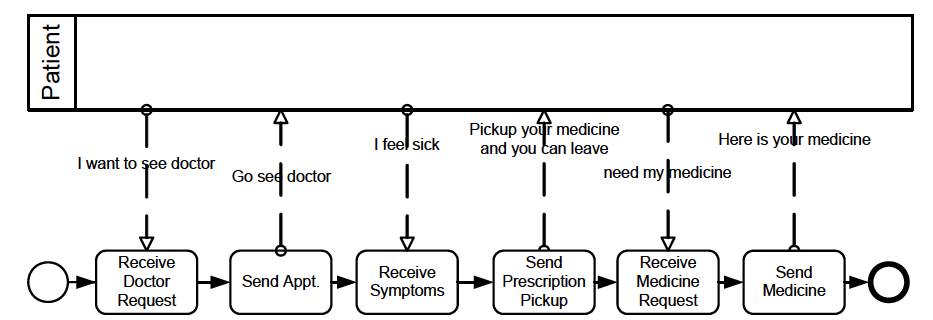 Patient
I want to see doctor
Go see doctor
I feel sick
Pickup your medicine
and you can leave
need my medicine
Here is your medicine
Receive
Doctor
Request
Send Appt.
Receive
Symptoms
Send
Prescription
Pickup
Receive
Medicine
Request
Send
Medicine